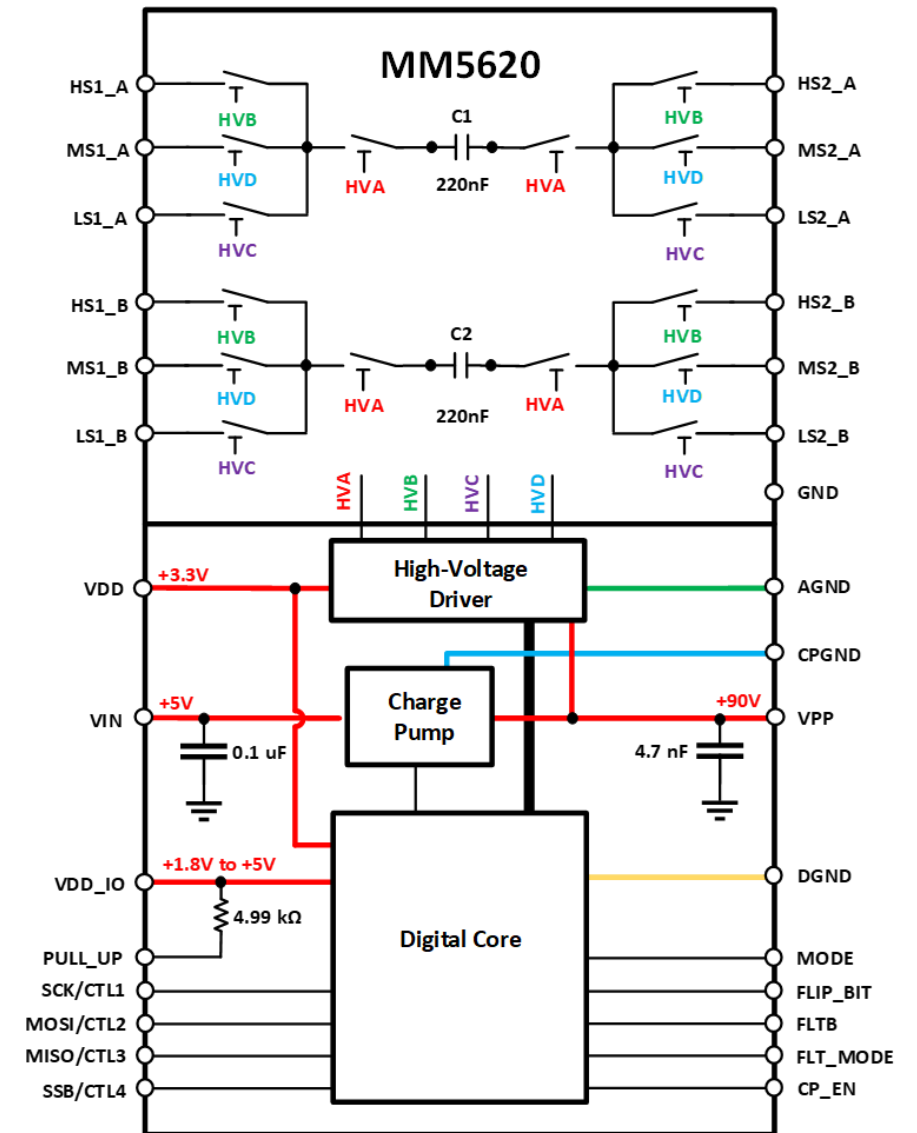 MM5620
HS1_A
HVB
C1
HVB
HS2_A
MS1_A
HVD
HVA
220nF
HVA
HVD
MS2_A
LS1_A
HVC
HVC
LS2_A
HS1_B
HVB
C2
HVB
HS2_B
MS1_B
HVD
HVA
220nF
HVA
HVD
MS2_B
LS1_B
HVC
HVC
LS2_B
HVA
HVB
HVC
HVD
GND
VDD
+3.3V
High-Voltage
Driver
AGND
CPGND
VIN
+5V
Charge
Pump
+90V
VPP
0.1 uF
4.7 nF
VDD_IO
+1.8V to +5V
DGND
4.99 kΩ
Digital Core
PULL_UP
MODE
SCK/CTL1
FLIP_BIT
MOSI/CTL2
FLTB
MISO/CTL3
FLT_MODE
SSB/CTL4
CP_EN